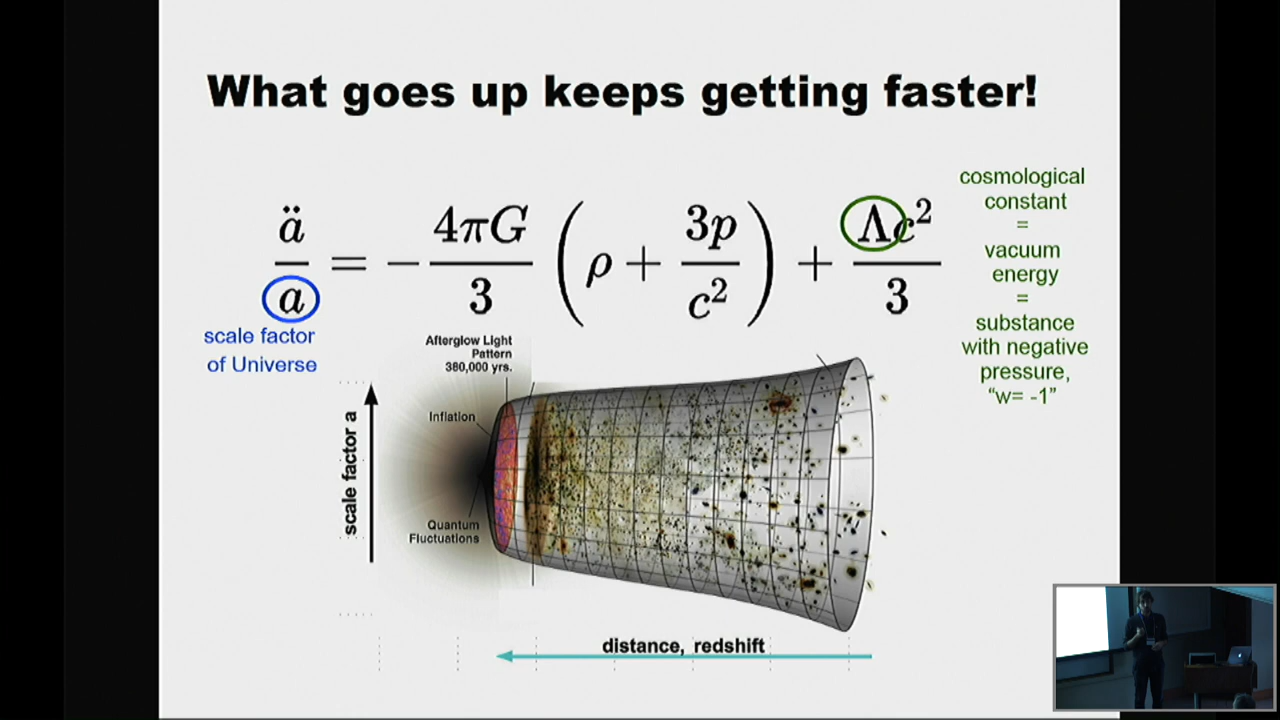 What goes up keeps getting faster!
ä/a = − 4πG/3 (ρ + 3p/c²) + Λc²/3
scale factor
of Universe
cosmological
constant
=
vacuum
energy
=
substance
with negative
pressure,
“w= -1”
Afterglow Light
Pattern
380,000 yrs.
Inflation
Quantum
Fluctuations
scale factor a
distance, redshift